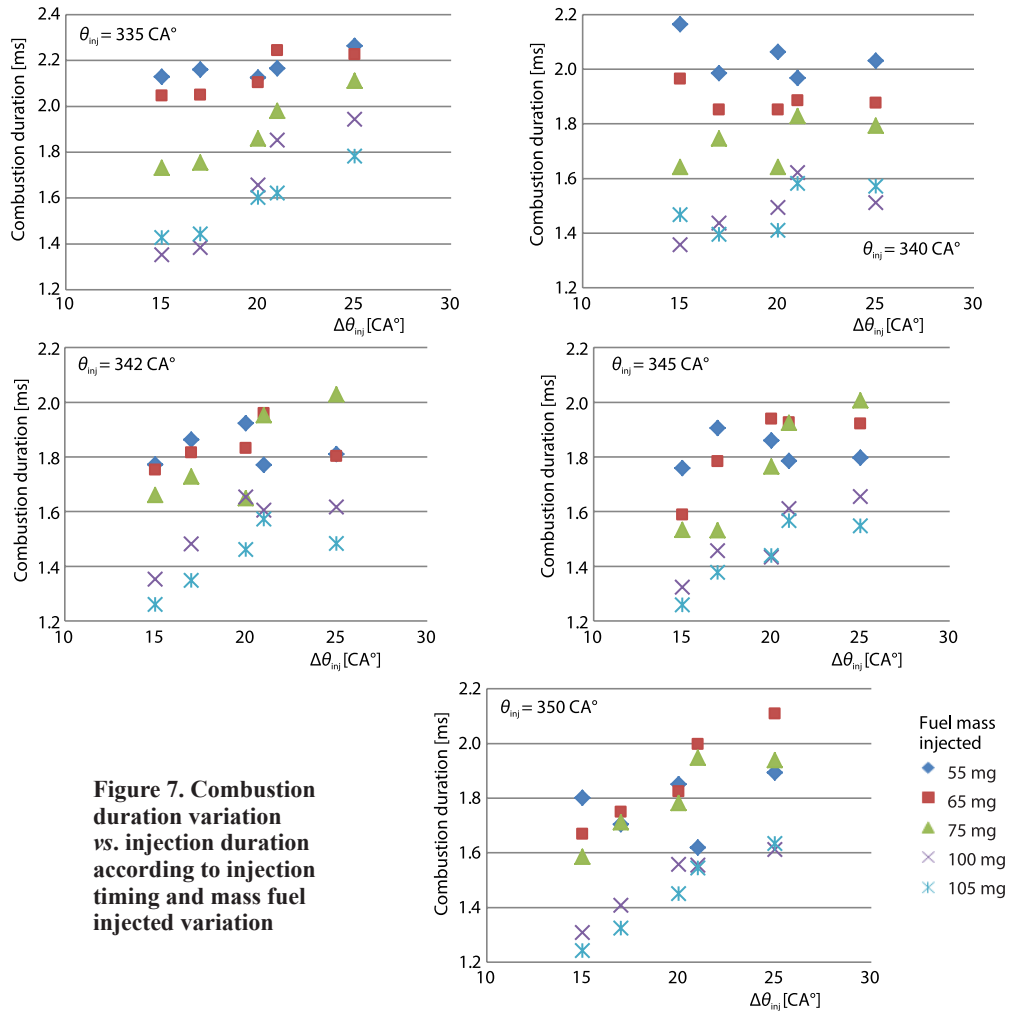 θinj = 335 CA°
Combustion duration [ms]
2.4
2.2
2.0
1.8
1.6
1.4
1.2
10
15
20
25
30
Δθinj [CA°]
θinj = 340 CA°
Combustion duration [ms]
2.2
2.0
1.8
1.6
1.4
1.2
10
15
20
25
30
Δθinj [CA°]
θinj = 342 CA°
Combustion duration [ms]
2.2
2.0
1.8
1.6
1.4
1.2
10
15
20
25
30
Δθinj [CA°]
θinj = 345 CA°
Combustion duration [ms]
2.2
2.0
1.8
1.6
1.4
1.2
10
15
20
25
30
Δθinj [CA°]
θinj = 350 CA°
Combustion duration [ms]
2.2
2.0
1.8
1.6
1.4
1.2
10
15
20
25
30
Δθinj [CA°]
Fuel mass
injected
55 mg
65 mg
75 mg
100 mg
105 mg
Figure 7. Combustion
duration variation
vs. injection duration
according to injection
timing and mass fuel
injected variation